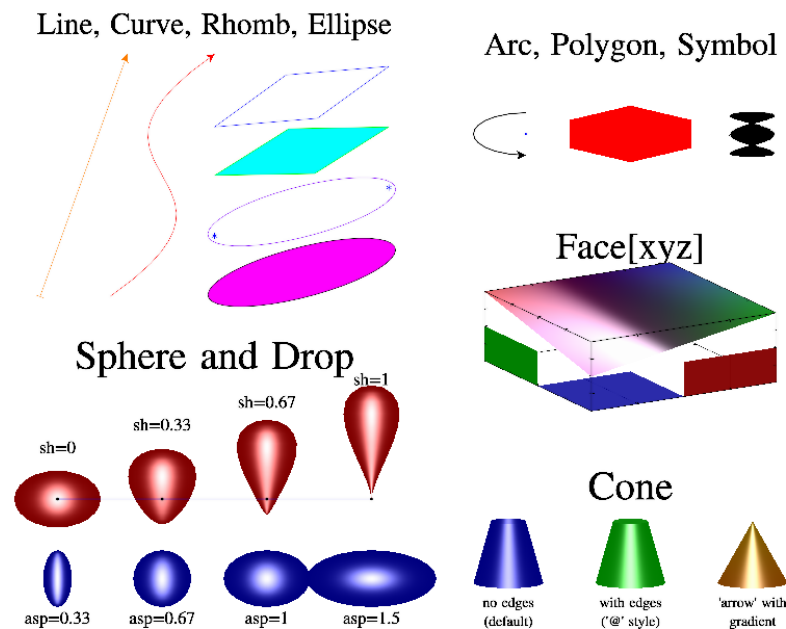 Line, Curve, Rhomb, Ellipse
Arc, Polygon, Symbol
Face[xyz]
Sphere and Drop
sh=0
sh=0.33
sh=0.67
sh=1
asp=0.33
asp=0.67
asp=1
asp=1.5
Cone
no edges
(default)
with edges
('@' style)
'arrow' with
gradient